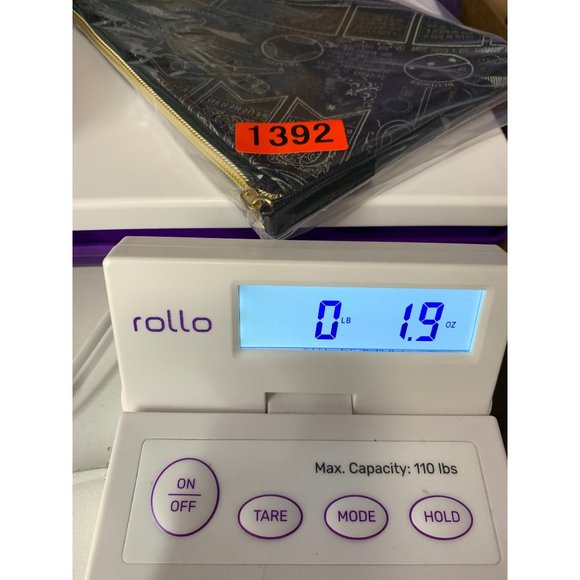 1392
rollo
0 LB 1.9 OZ
Max. Capacity: 110 lbs
ON
OFF
TARE
MODE
HOLD